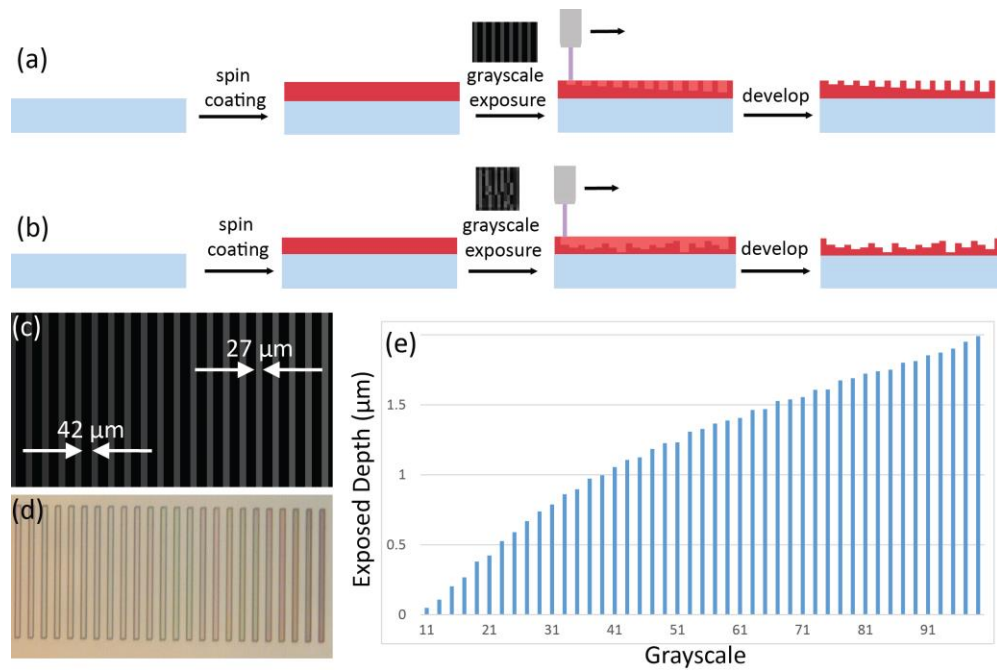 (a)
spin
coating
grayscale
exposure
develop
(b)
spin
coating
grayscale
exposure
develop
(c)
27 µm
42 µm
(d)
(e)
Exposed Depth (µm)
1.5
1
0.5
0
11 21 31 41 51 61 71 81 91
Grayscale